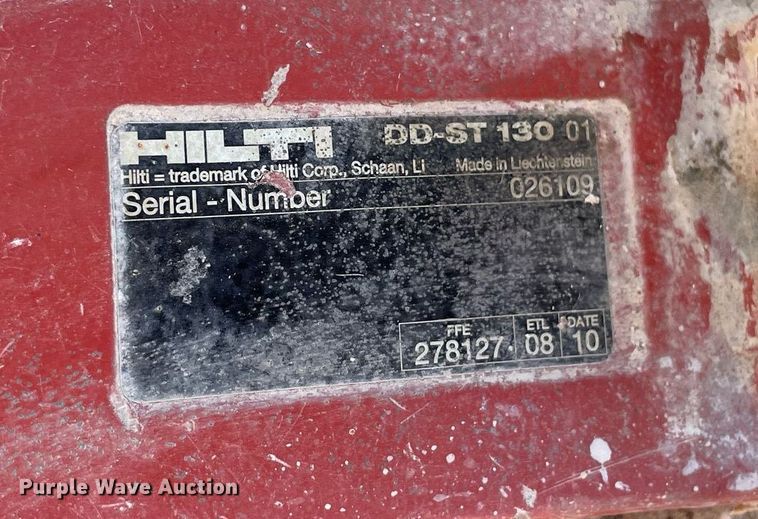 HILTI DD-ST 130 01
Hilti = trademark of Hilti Corp., Schaan, Li Made in Liechtenstein
Serial - Number 026109
FFE ETL DATE
278127 08 10
Purple Wave Auction